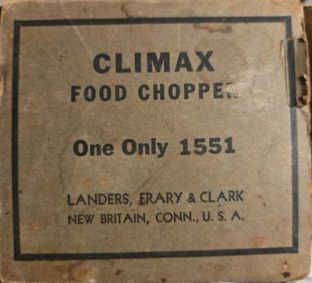 CLIMAX
FOOD CHOPPER
One Only 1551
LANDERS, FRARY & CLARK
NEW BRITAIN, CONN., U. S. A.